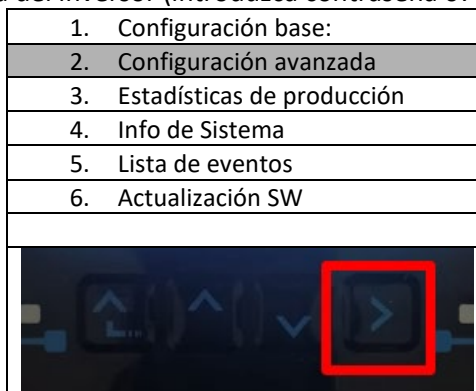 1. Configuración base:
2. Configuración avanzada
3. Estadísticas de producción
4. Info de Sistema
5. Lista de eventos
6. Actualización SW